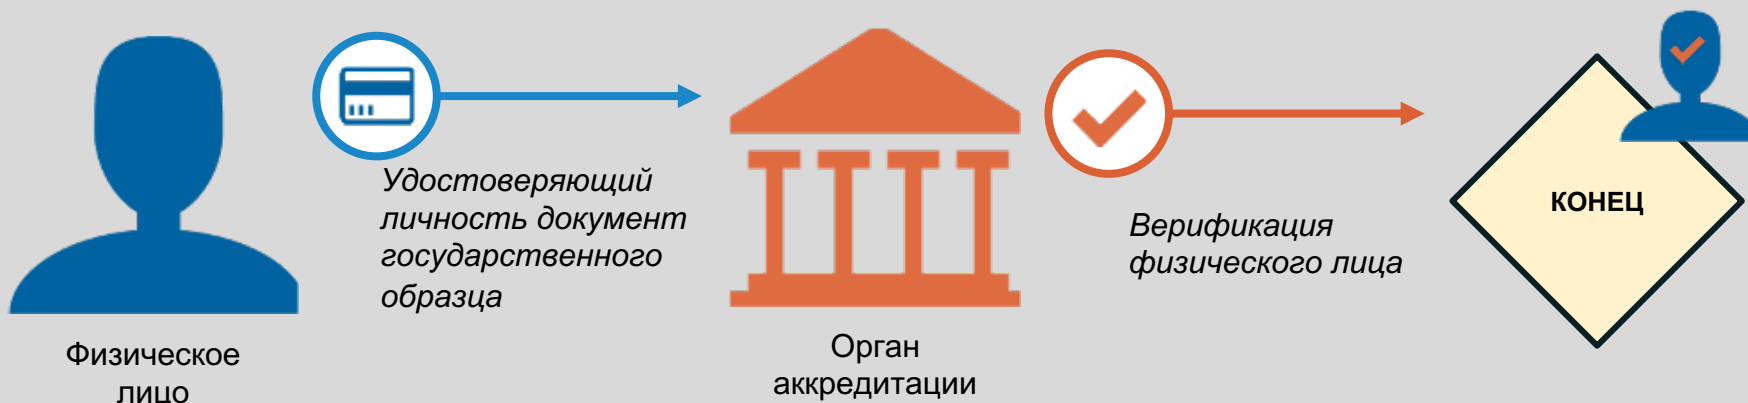 Физическое
лицо
Удостоверяющий
личность документ
государственного
образца
Орган
аккредитации
Верификация
физического лица
КОНЕЦ